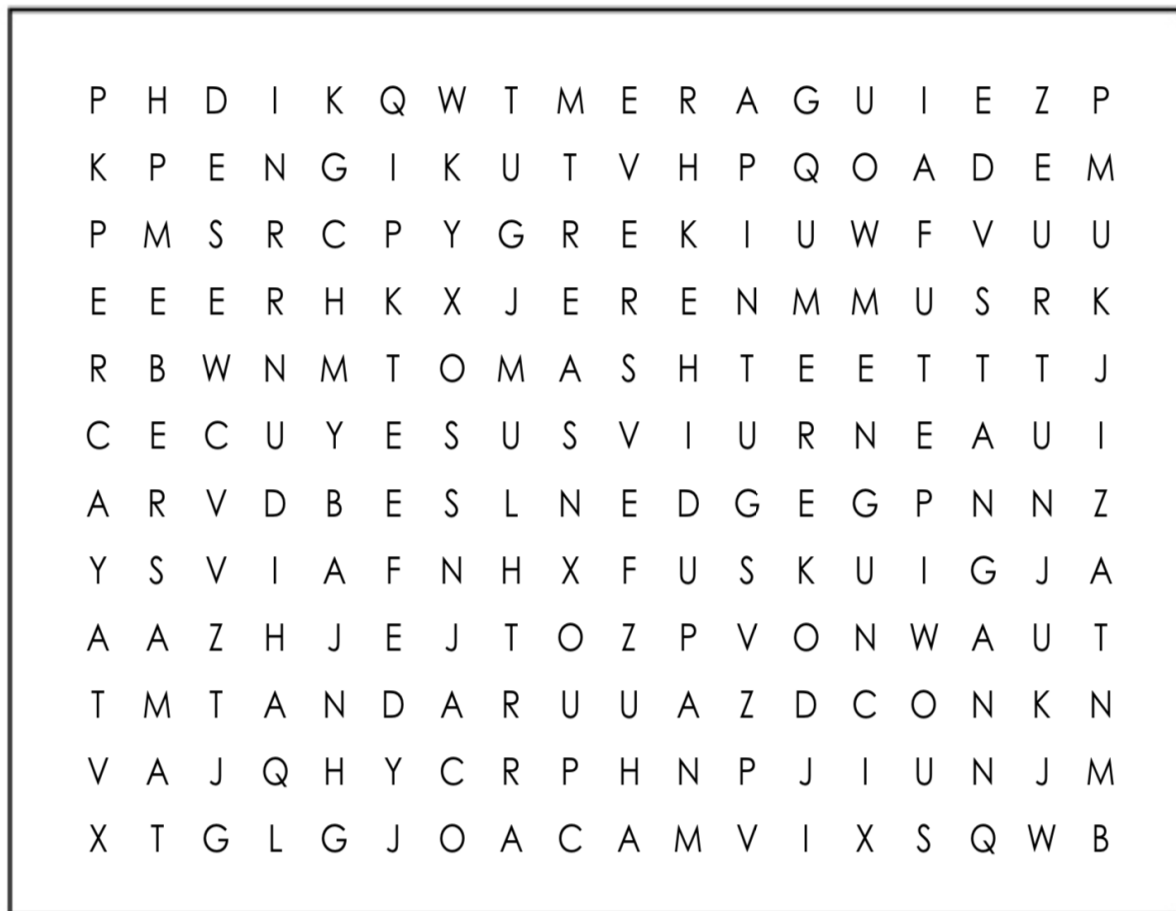 P H D I K Q W T M E R A G U I E Z P
K P E N G I K U T V H P Q O A D E M
P M S R C P Y G R E K I U W F V U U
E E E R H K X J E R E N M M U S R K
R B W N M T O M A S H T E E T T T J
C E C U Y E S U S V I U R N E A U I
A R V D B E S L N E D G E G P N N Z
Y S V I A F N H X F U S K U I G J A
A A Z H J E J T O Z P V O N W A U T
T M T A N D A R U U A Z D C O N K N
V A J Q H Y C R P H N P J I U N J M
X T G L G J O A C A M V I X S Q W B